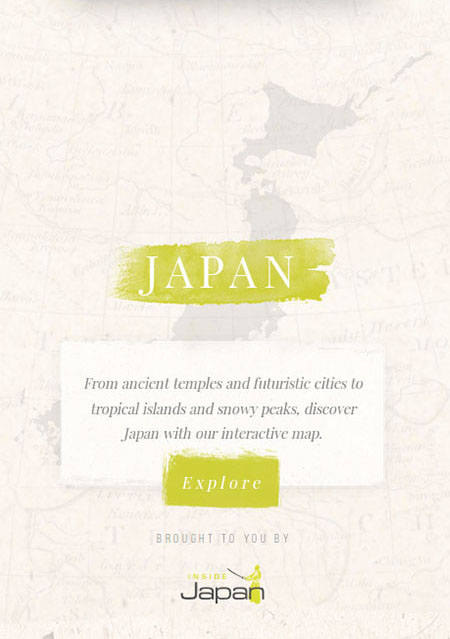 JAPAN
From ancient temples and futuristic cities to
tropical islands and snowy peaks, discover
Japan with our interactive map.
Explore
BROUGHT TO YOU BY
INSIDE
Japan